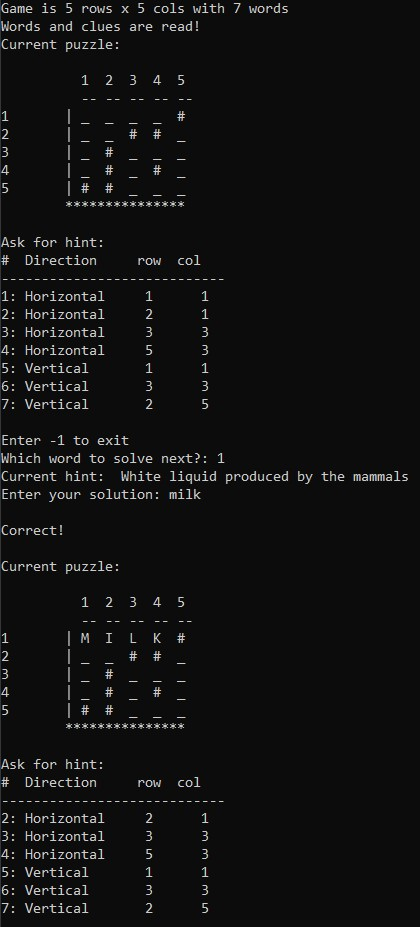 Game is 5 rows x 5 cols with 7 words
Words and clues are read!
Current puzzle:
1 2 3 4 5
-- -- -- -- --
1 | _ _ _ _ #
2 | _ _ # # _
3 | _ # _ _ _
4 | _ # _ # _
5 | # # _ _ _
***************
Ask for hint:
# Direction row col
----------------------------
1: Horizontal 1 1
2: Horizontal 2 1
3: Horizontal 3 3
4: Horizontal 5 3
5: Vertical 1 1
6: Vertical 3 3
7: Vertical 2 5
Enter -1 to exit
Which word to solve next?: 1
Current hint: White liquid produced by the mammals
Enter your solution: milk
Correct!
Current puzzle:
1 2 3 4 5
-- -- -- -- --
1 | M I L K #
2 | _ _ # # _
3 | _ # _ _ _
4 | _ # _ # _
5 | # # _ _ _
***************
Ask for hint:
# Direction row col
----------------------------
2: Horizontal 2 1
3: Horizontal 3 3
4: Horizontal 5 3
5: Vertical 1 1
6: Vertical 3 3
7: Vertical 2 5